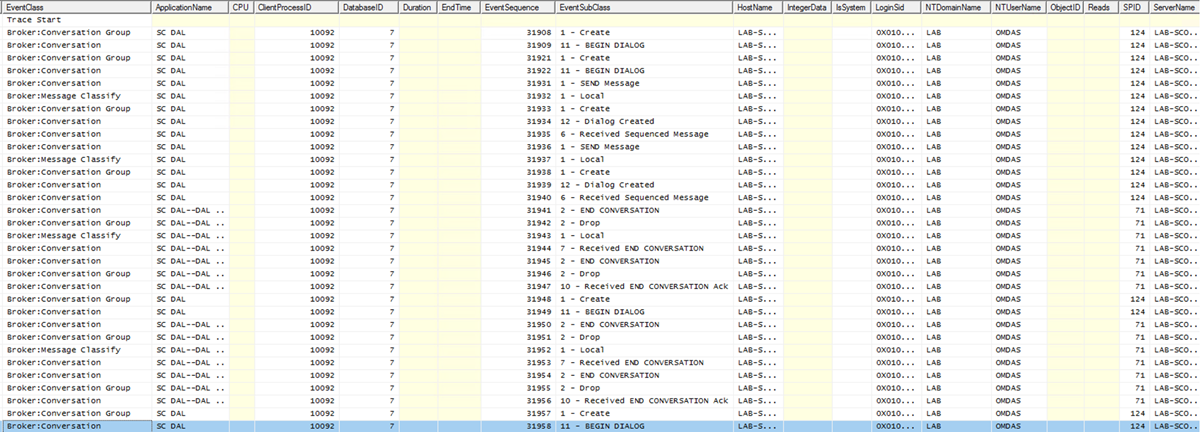 EventClass ApplicationName CPU ClientProcessID DatabaseID Duration EndTime EventSequence EventSubClass HostName IntegerData IsSystem LoginSid NTDomainName NTUserName ObjectID Reads SPID ServerName
Trace Start
Broker:Conversation Group SC DAL 10092 7 31908 1 - Create LAB-S... 0X010... LAB OMDAS 124 LAB-SCO...
Broker:Conversation SC DAL 10092 7 31909 11 - BEGIN DIALOG LAB-S... 0X010... LAB OMDAS 124 LAB-SCO...
Broker:Conversation Group SC DAL 10092 7 31921 1 - Create LAB-S... 0X010... LAB OMDAS 124 LAB-SCO...
Broker:Conversation SC DAL 10092 7 31922 11 - BEGIN DIALOG LAB-S... 0X010... LAB OMDAS 124 LAB-SCO...
Broker:Conversation SC DAL 10092 7 31931 1 - SEND Message LAB-S... 0X010... LAB OMDAS 124 LAB-SCO...
Broker:Message Classify SC DAL 10092 7 31932 1 - Local LAB-S... 0X010... LAB OMDAS 124 LAB-SCO...
Broker:Conversation Group SC DAL 10092 7 31933 1 - Create LAB-S... 0X010... LAB OMDAS 124 LAB-SCO...
Broker:Conversation SC DAL 10092 7 31934 12 - Dialog Created LAB-S... 0X010... LAB OMDAS 124 LAB-SCO...
Broker:Conversation SC DAL 10092 7 31935 6 - Received Sequenced Message LAB-S... 0X010... LAB OMDAS 124 LAB-SCO...
Broker:Conversation SC DAL 10092 7 31936 1 - SEND Message LAB-S... 0X010... LAB OMDAS 124 LAB-SCO...
Broker:Message Classify SC DAL 10092 7 31937 1 - Local LAB-S... 0X010... LAB OMDAS 124 LAB-SCO...
Broker:Conversation Group SC DAL 10092 7 31938 1 - Create LAB-S... 0X010... LAB OMDAS 124 LAB-SCO...
Broker:Conversation SC DAL 10092 7 31939 12 - Dialog Created LAB-S... 0X010... LAB OMDAS 124 LAB-SCO...
Broker:Conversation SC DAL 10092 7 31940 6 - Received Sequenced Message LAB-S... 0X010... LAB OMDAS 124 LAB-SCO...
Broker:Conversation SC DAL--DAL .. 10092 7 31941 2 - END CONVERSATION LAB-S... 0X010... LAB OMDAS 71 LAB-SCO...
Broker:Conversation Group SC DAL--DAL .. 10092 7 31942 2 - Drop LAB-S... 0X010... LAB OMDAS 71 LAB-SCO...
Broker:Message Classify SC DAL--DAL .. 10092 7 31943 1 - Local LAB-S... 0X010... LAB OMDAS 71 LAB-SCO...
Broker:Conversation SC DAL--DAL .. 10092 7 31944 7 - Received END CONVERSATION LAB-S... 0X010... LAB OMDAS 71 LAB-SCO...
Broker:Conversation SC DAL--DAL .. 10092 7 31945 2 - END CONVERSATION LAB-S... 0X010... LAB OMDAS 71 LAB-SCO...
Broker:Conversation Group SC DAL--DAL .. 10092 7 31946 2 - Drop LAB-S... 0X010... LAB OMDAS 71 LAB-SCO...
Broker:Conversation SC DAL--DAL .. 10092 7 31947 10 - Received END CONVERSATION Ack LAB-S... 0X010... LAB OMDAS 71 LAB-SCO...
Broker:Conversation Group SC DAL 10092 7 31948 1 - Create LAB-S... 0X010... LAB OMDAS 124 LAB-SCO...
Broker:Conversation SC DAL 10092 7 31949 11 - BEGIN DIALOG LAB-S... 0X010... LAB OMDAS 124 LAB-SCO...
Broker:Conversation SC DAL--DAL .. 10092 7 31950 2 - END CONVERSATION LAB-S... 0X010... LAB OMDAS 71 LAB-SCO...
Broker:Conversation Group SC DAL--DAL .. 10092 7 31951 2 - Drop LAB-S... 0X010... LAB OMDAS 71 LAB-SCO...
Broker:Message Classify SC DAL--DAL .. 10092 7 31952 1 - Local LAB-S... 0X010... LAB OMDAS 71 LAB-SCO...
Broker:Conversation SC DAL--DAL .. 10092 7 31953 7 - Received END CONVERSATION LAB-S... 0X010... LAB OMDAS 71 LAB-SCO...
Broker:Conversation SC DAL--DAL .. 10092 7 31954 2 - END CONVERSATION LAB-S... 0X010... LAB OMDAS 71 LAB-SCO...
Broker:Conversation Group SC DAL--DAL .. 10092 7 31955 2 - Drop LAB-S... 0X010... LAB OMDAS 71 LAB-SCO...
Broker:Conversation SC DAL--DAL .. 10092 7 31956 10 - Received END CONVERSATION Ack LAB-S... 0X010... LAB OMDAS 71 LAB-SCO...
Broker:Conversation Group SC DAL 10092 7 31957 1 - Create LAB-S... 0X010... LAB OMDAS 124 LAB-SCO...
Broker:Conversation SC DAL 10092 7 31958 11 - BEGIN DIALOG LAB-S... 0X010... LAB OMDAS 124 LAB-SCO...